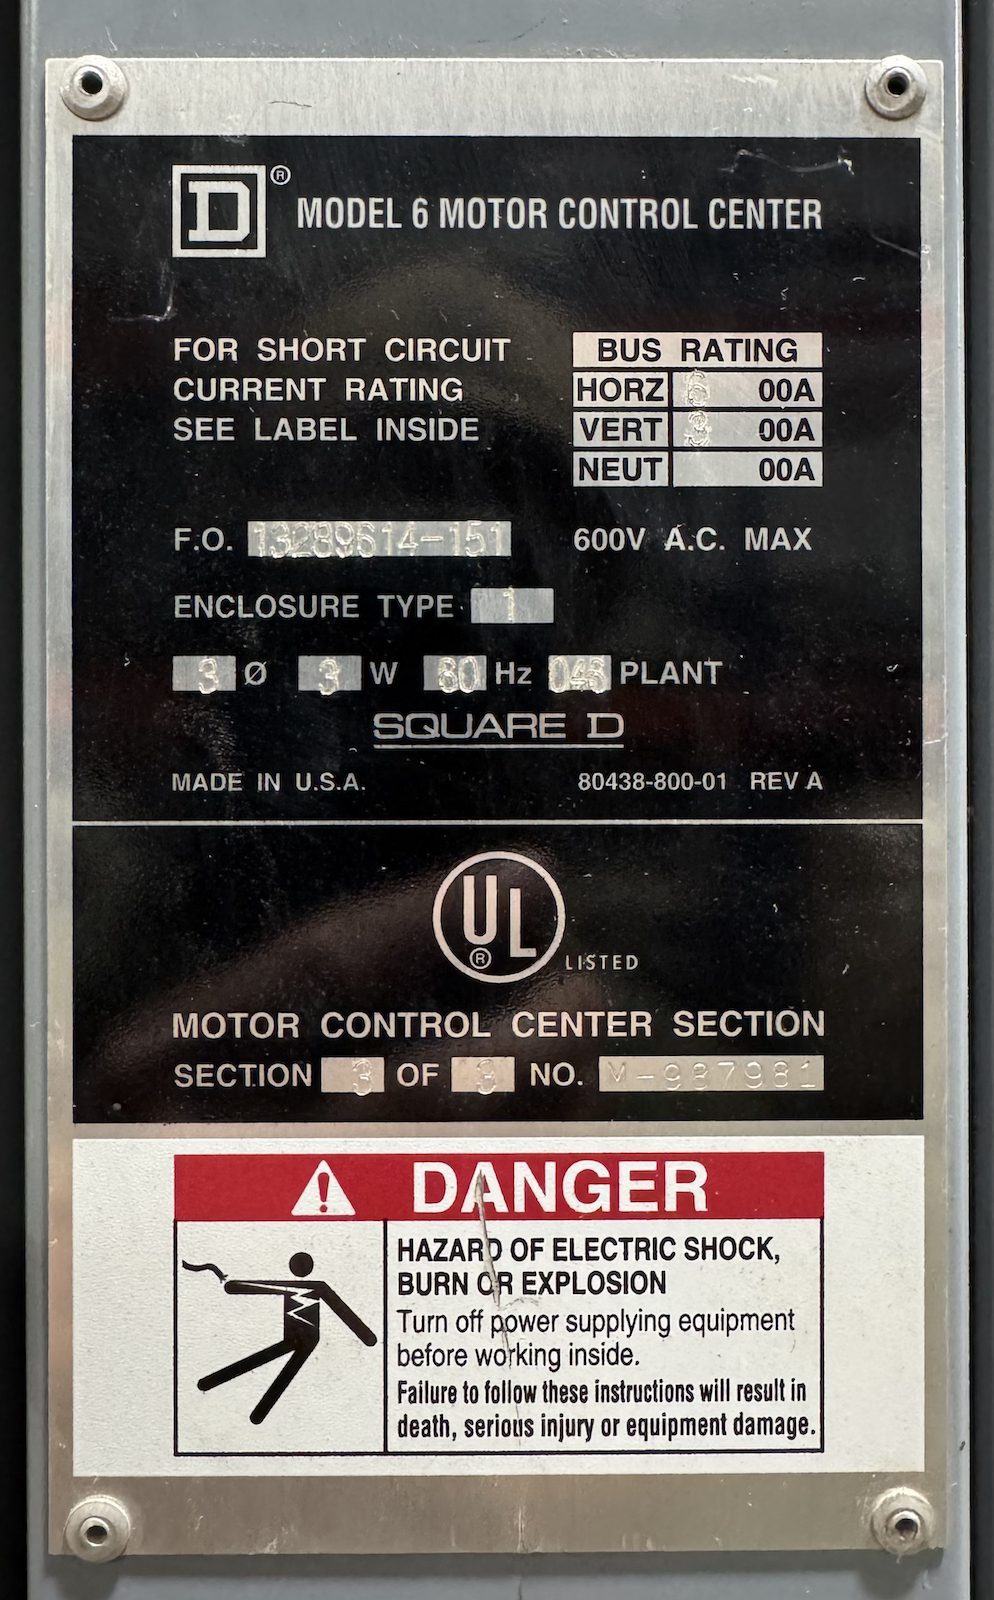 D®
MODEL 6 MOTOR CONTROL CENTER
FOR SHORT CIRCUIT
CURRENT RATING
SEE LABEL INSIDE
BUS RATING
HORZ 6 00A
VERT 3 00A
NEUT 00A
F.O. 13289614-151
600V A.C. MAX
ENCLOSURE TYPE 1
3 Ø 3 W 60 Hz 048 PLANT
SQUARE D
MADE IN U.S.A.
80438-800-01 REV A
UL ® LISTED
MOTOR CONTROL CENTER SECTION
SECTION 3 OF 3 NO. M-987981
DANGER
HAZARD OF ELECTRIC SHOCK,
BURN OR EXPLOSION
Turn off power supplying equipment
before working inside.
Failure to follow these instructions will result in
death, serious injury or equipment damage.